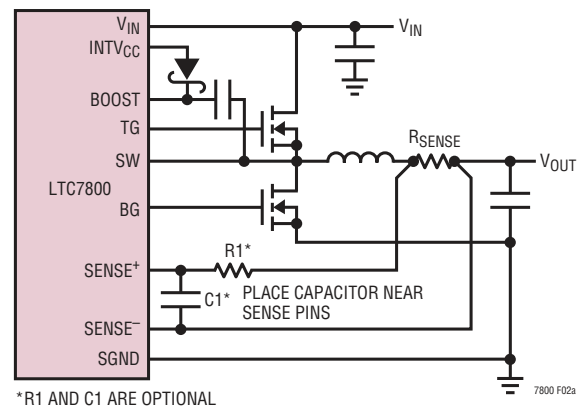 VIN
VIN
INTVCC
BOOST
TG
SW
RSENSE
VOUT
LTC7800
BG
SENSE+
R1*
C1*
PLACE CAPACITOR NEAR
SENSE PINS
SENSE–
SGND
7800 F02a
*R1 AND C1 ARE OPTIONAL